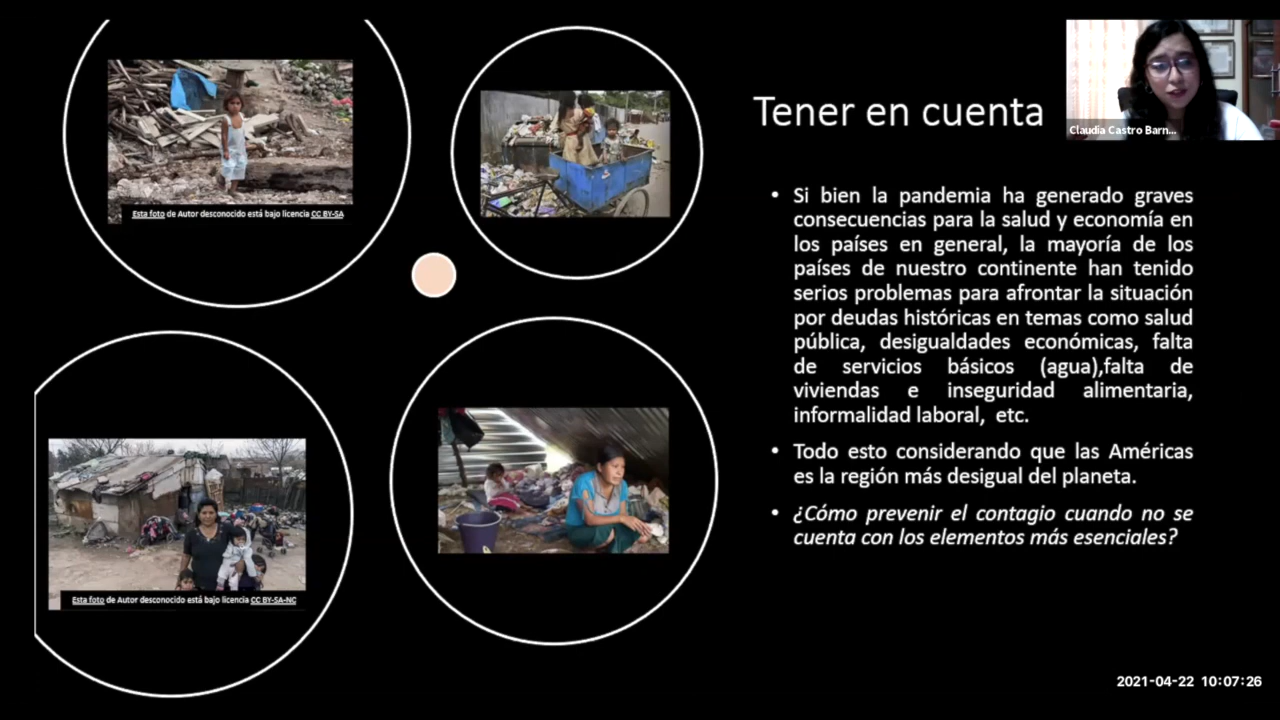 Tener en cuenta
Claudia Castro Barn...
• Si bien la pandemia ha generado graves
consecuencias para la salud y economía en
los países en general, la mayoría de los
países de nuestro continente han tenido
serios problemas para afrontar la situación
por deudas históricas en temas como salud
pública, desigualdades económicas, falta
de servicios básicos (agua),falta de
viviendas e inseguridad alimentaria,
informalidad laboral, etc.
• Todo esto considerando que las Américas
es la región más desigual del planeta.
• ¿Cómo prevenir el contagio cuando no se
cuenta con los elementos más esenciales?
Esta foto de Autor desconocido está bajo licencia CC BY-SA
Esta foto de Autor desconocido está bajo licencia CC BY-SA-NC
2021-04-22 10:07:26